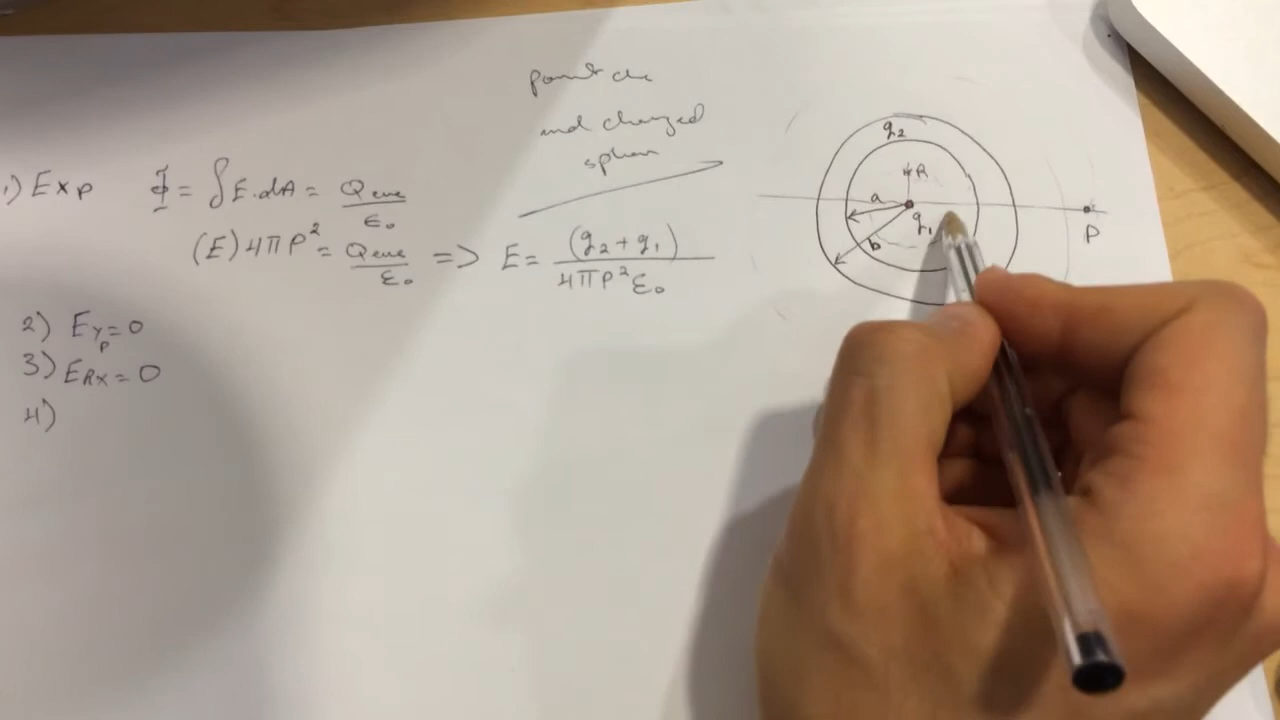 point ch
and charged
sphere
1) Exp Φ = ∫E.dA = Qenc/ε₀
(E)4πP² = Qenc/ε₀ => E = (q₂+q₁)/4πP²ε₀
2) Eyp=0
3) ERx=0
4)
q₂
R
a
q₁
b
P